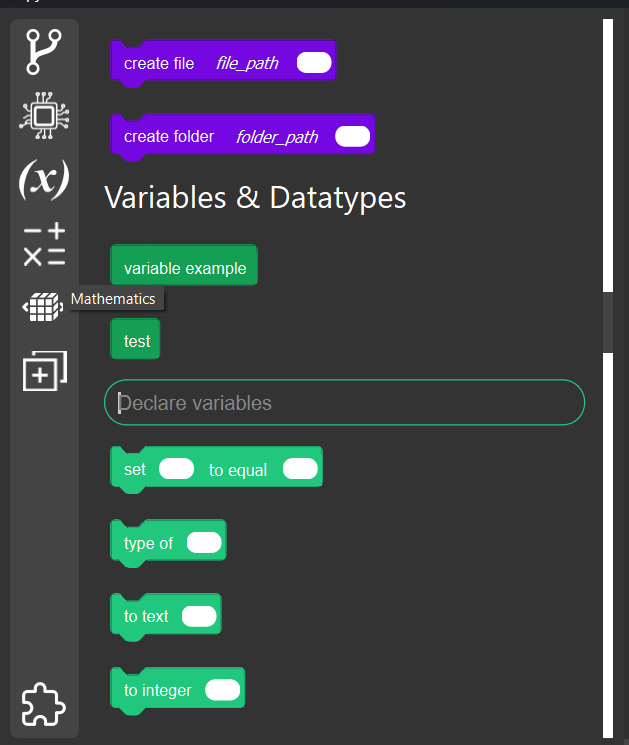 create file file_path
create folder folder_path
Variables & Datatypes
(x)
variable example
Mathematics
test
Declare variables
set to equal
type of
to text
to integer